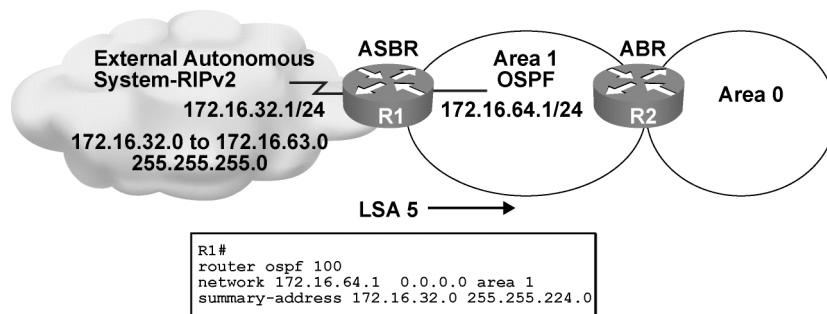 External Autonomous
System-RIPv2
172.16.32.1/24
172.16.32.0 to 172.16.63.0
255.255.255.0
ASBR
R1
Area 1
OSPF
172.16.64.1/24
ABR
R2
Area 0
LSA 5
R1#
router ospf 100
network 172.16.64.1 0.0.0.0 area 1
summary-address 172.16.32.0 255.255.224.0